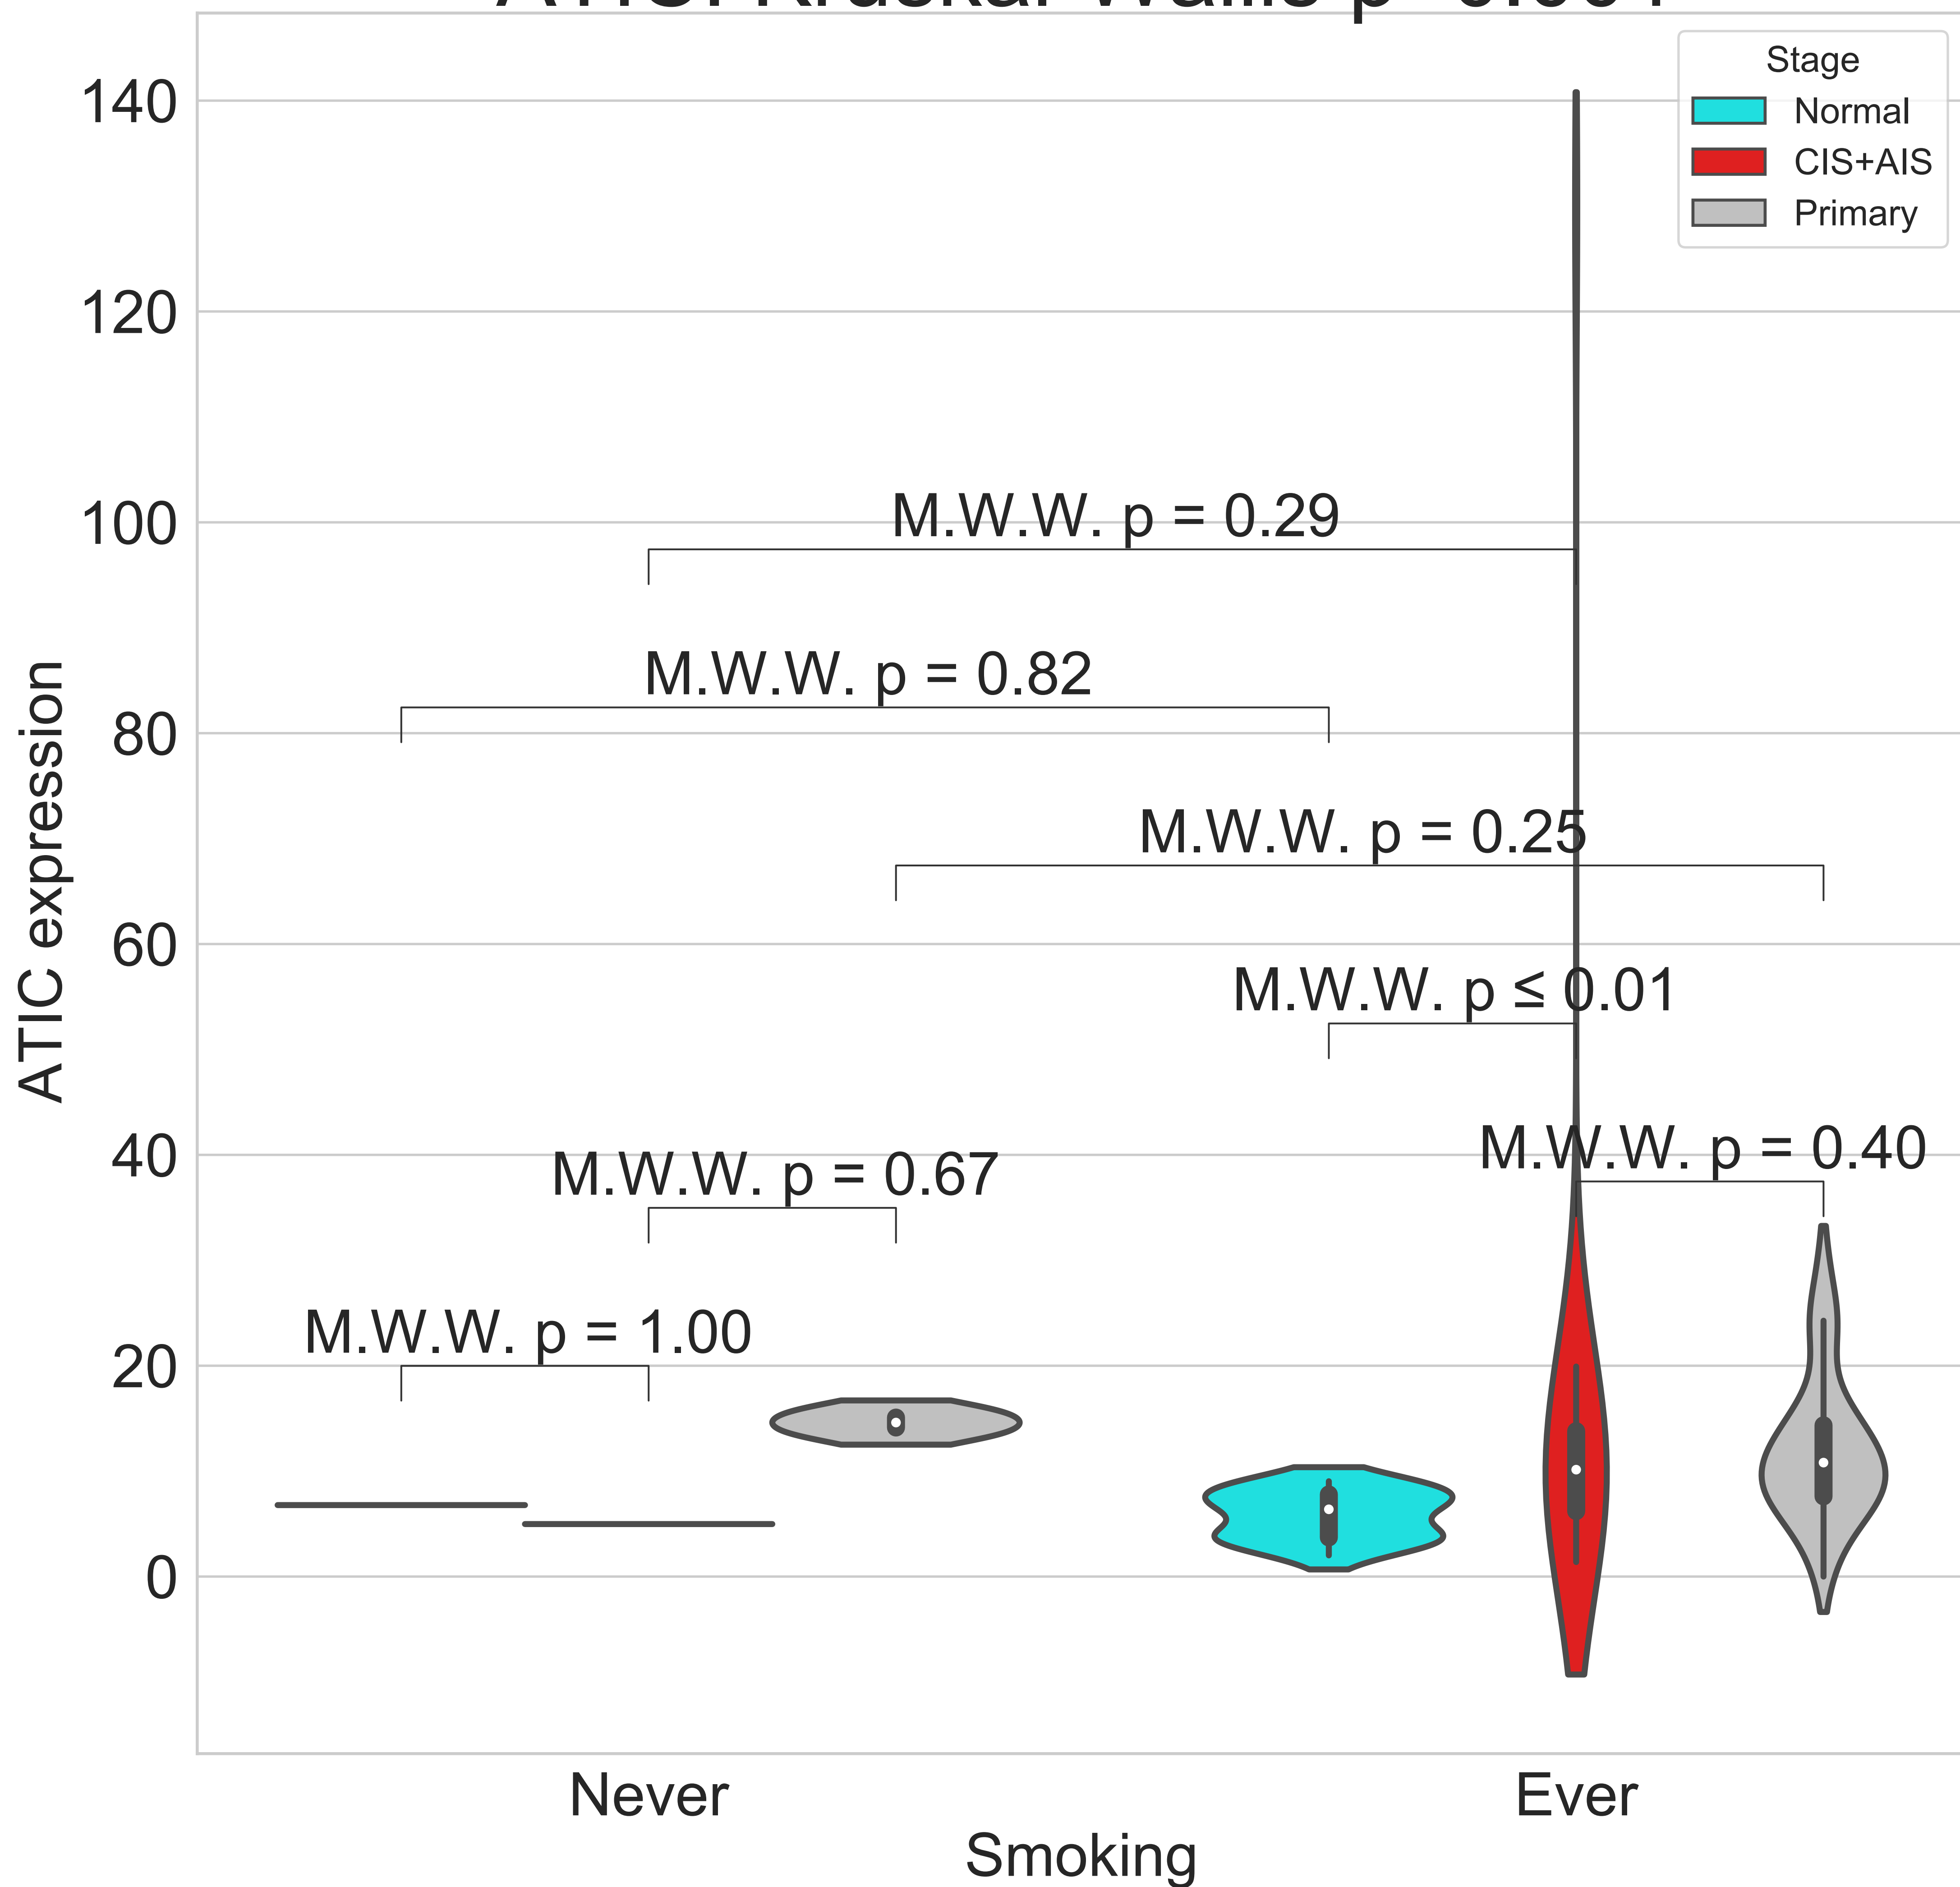 Stage
Normal
CIS+AIS
Primary
140
120
100
80
60
40
20
0
ATIC expression
M.W.W. p = 0.29
M.W.W. p = 0.82
M.W.W. p = 0.25
M.W.W. p ≤ 0.01
M.W.W. p = 0.40
M.W.W. p = 0.67
M.W.W. p = 1.00
Never
Ever
Smoking